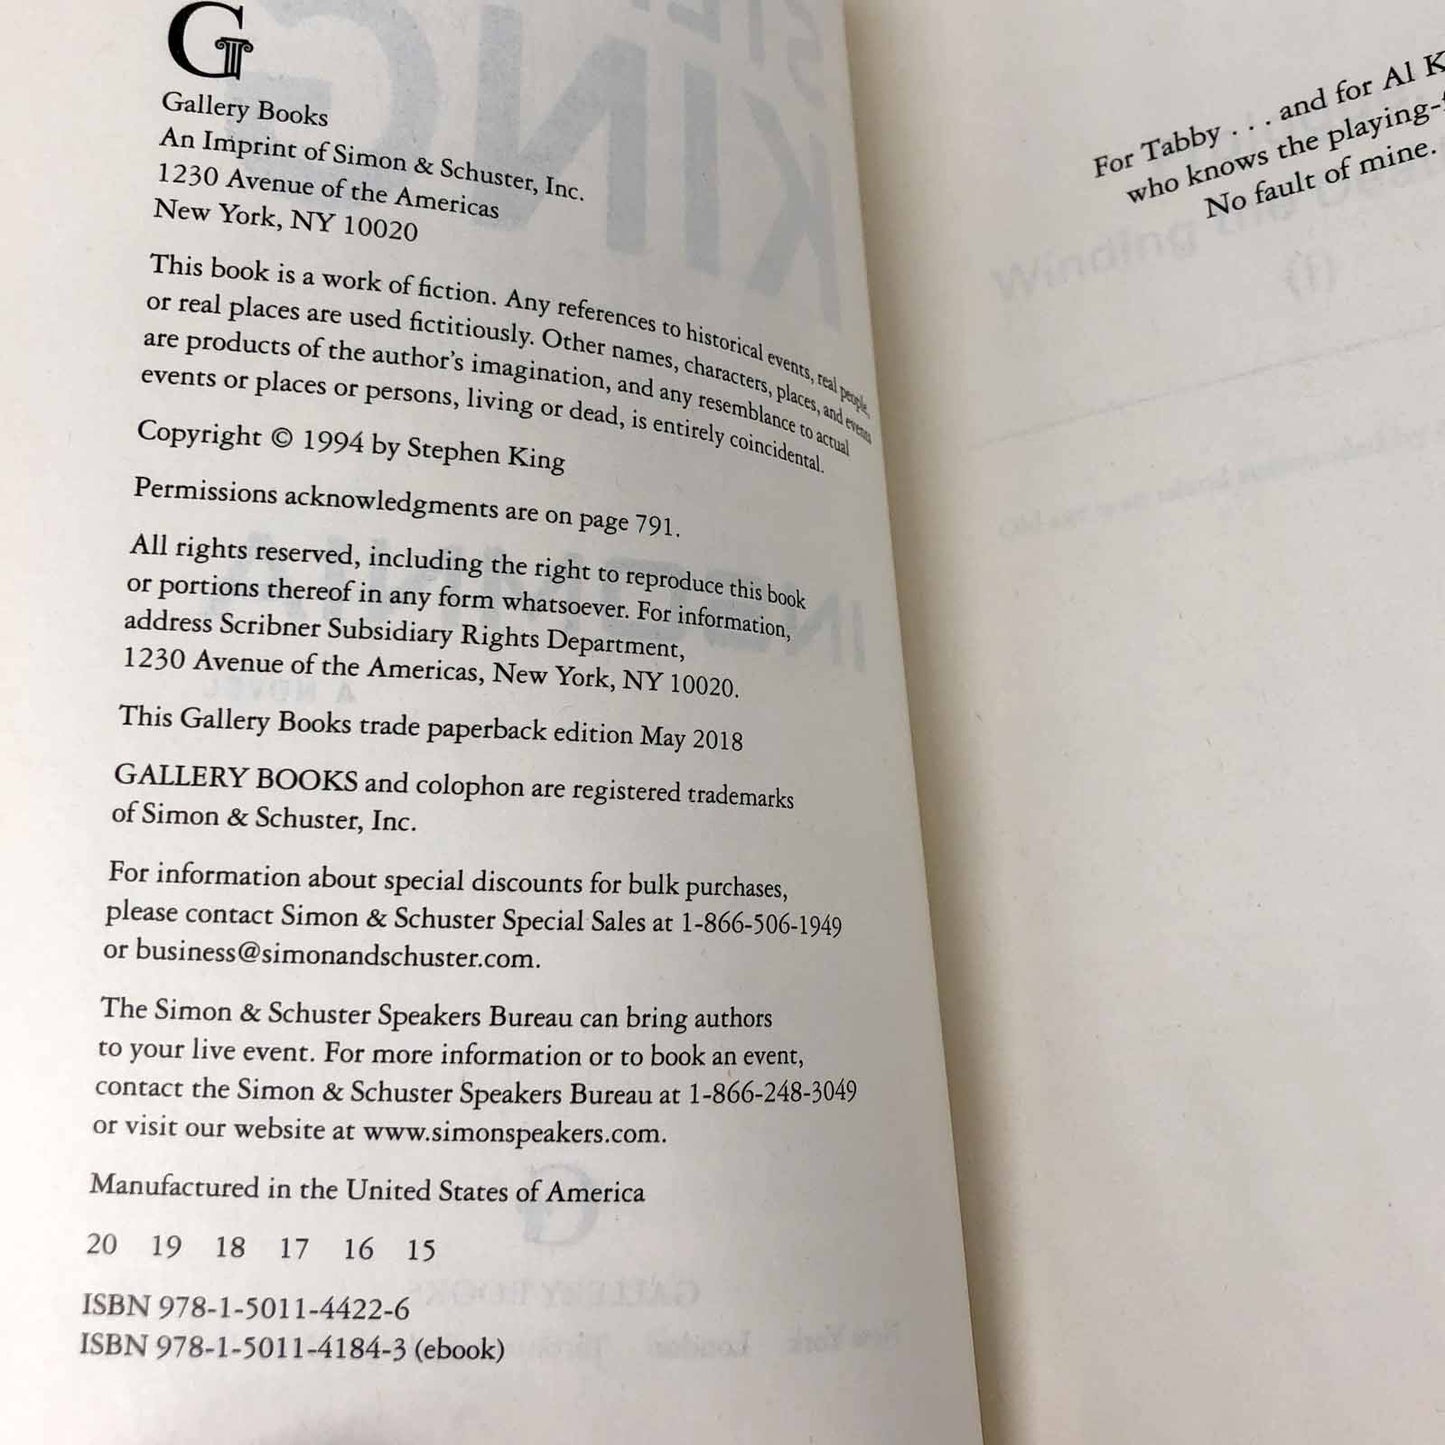 G
Gallery Books
An Imprint of Simon & Schuster, Inc.
1230 Avenue of the Americas
New York, NY 10020
This book is a work of fiction. Any references to historical events, real people,
or real places are used fictitiously. Other names, characters, places, and events
are products of the author's imagination, and any resemblance to actual
events or places or persons, living or dead, is entirely coincidental.
Copyright © 1994 by Stephen King
Permissions acknowledgments are on page 791.
All rights reserved, including the right to reproduce this book
or portions thereof in any form whatsoever. For information,
address Scribner Subsidiary Rights Department,
1230 Avenue of the Americas, New York, NY 10020.
This Gallery Books trade paperback edition May 2018
GALLERY BOOKS and colophon are registered trademarks
of Simon & Schuster, Inc.
For information about special discounts for bulk purchases,
please contact Simon & Schuster Special Sales at 1-866-506-1949
or business@simonandschuster.com.
The Simon & Schuster Speakers Bureau can bring authors
to your live event. For more information or to book an event,
contact the Simon & Schuster Speakers Bureau at 1-866-248-3049
or visit our website at www.simonspeakers.com.
Manufactured in the United States of America
20 19 18 17 16 15
ISBN 978-1-5011-4422-6
ISBN 978-1-5011-4184-3 (ebook)
For Tabby . . . and for Al K
who knows the playing-
No fault of mine.
Winding the
(I)